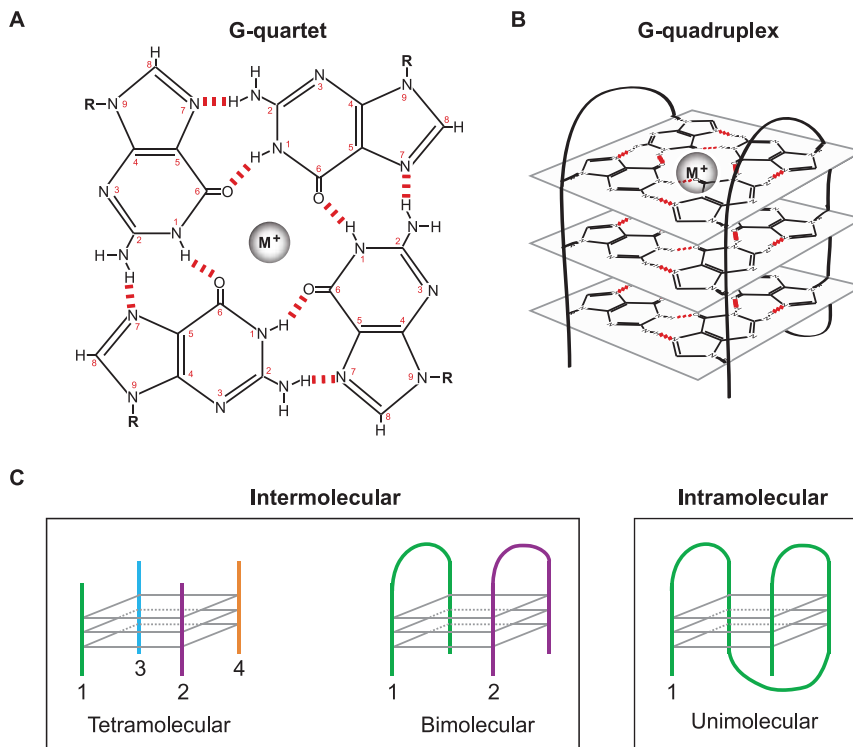 A
G-quartet
H
8
R
N
9
N
7
H
H
N
2
N
3
4
5
N
1
H
6
O
R
N
9
8
H
N
7
4
5
6
O
N
3
2
N
1
H
N
H
H
M+
H
N
H
2
N
1
H
N
3
4
5
6
O
N
7
N
9
R
8
H
O
6
5
4
N
7
H
8
N
9
R
N
3
2
N
1
H
N
H
H
B
G-quadruplex
M+
C
Intermolecular
Intramolecular
1
3
2
4
Tetramolecular
1
2
Bimolecular
1
Unimolecular